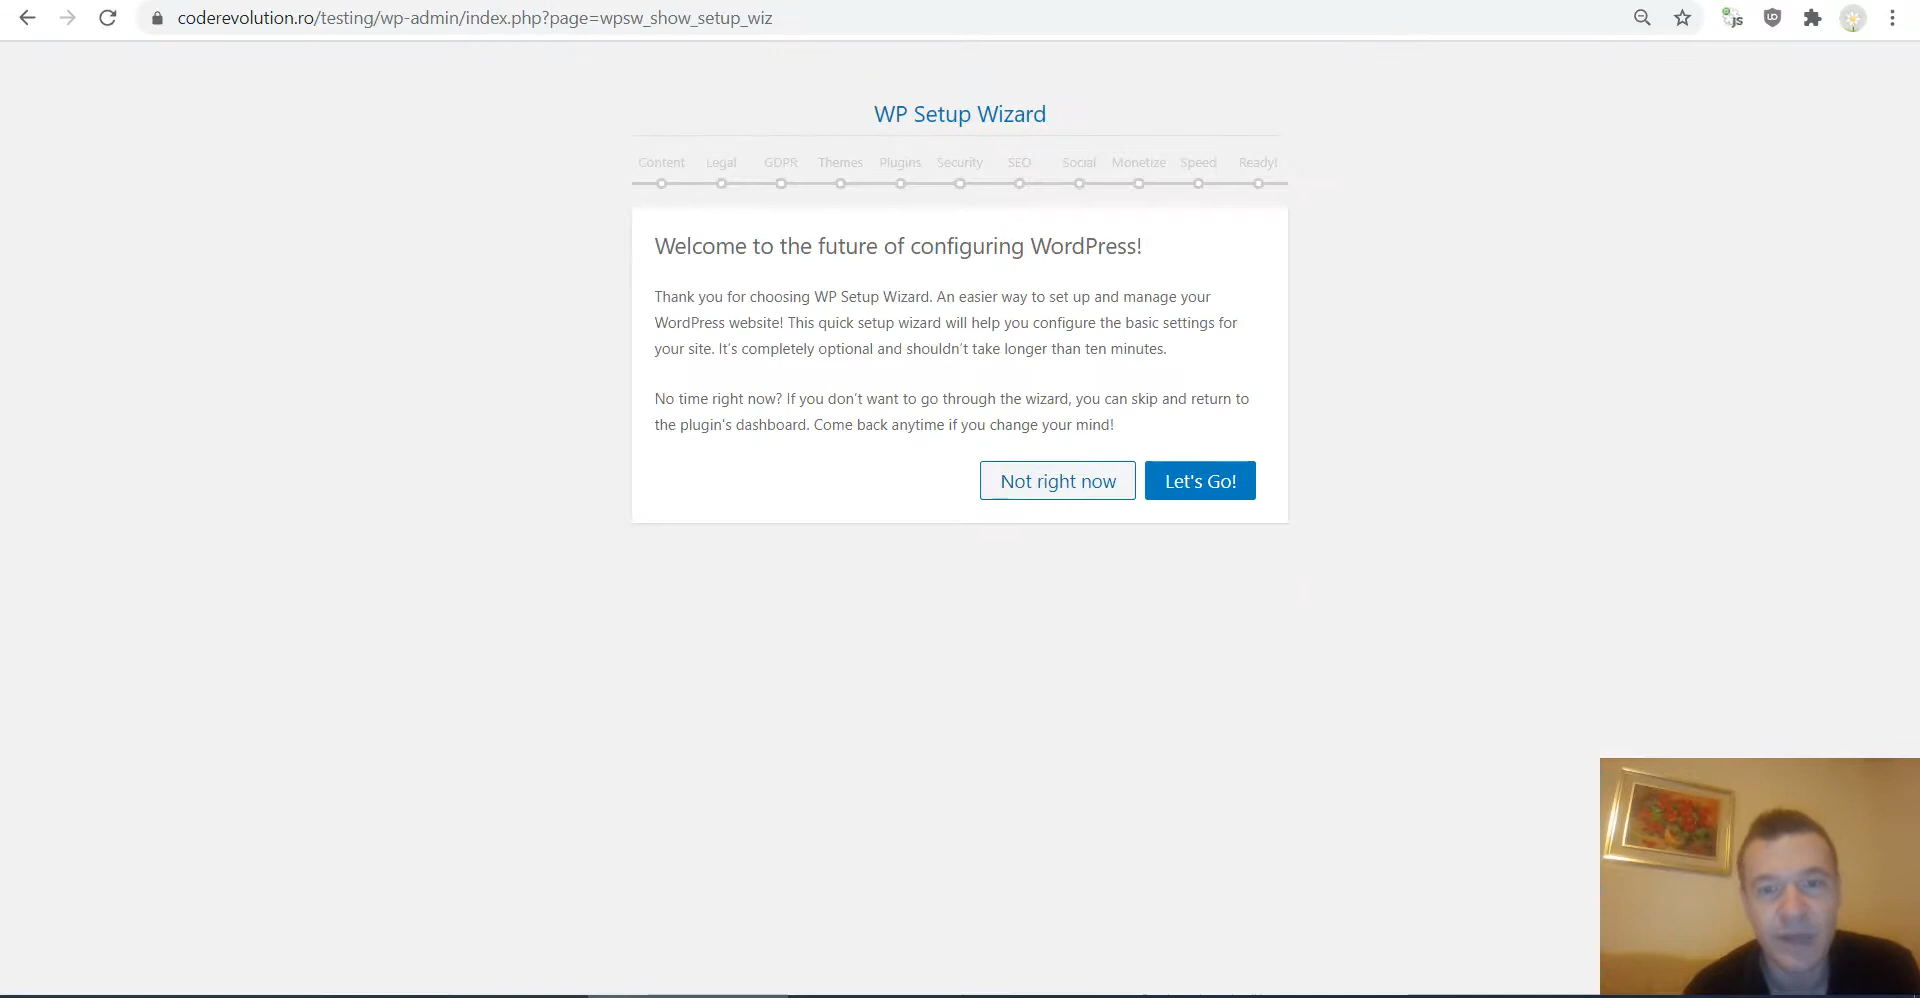 coderevolution.ro/testing/wp-admin/index.php?page=wpsw_show_setup_wiz
JS
WP Setup Wizard
Content Legal GDPR Themes Plugins Security SEO Social Monetize Speed Ready!
Welcome to the future of configuring WordPress!
Thank you for choosing WP Setup Wizard. An easier way to set up and manage your
WordPress website! This quick setup wizard will help you configure the basic settings for
your site. It's completely optional and shouldn't take longer than ten minutes.
No time right now? If you don't want to go through the wizard, you can skip and return to
the plugin's dashboard. Come back anytime if you change your mind!
Not right now Let's Go!